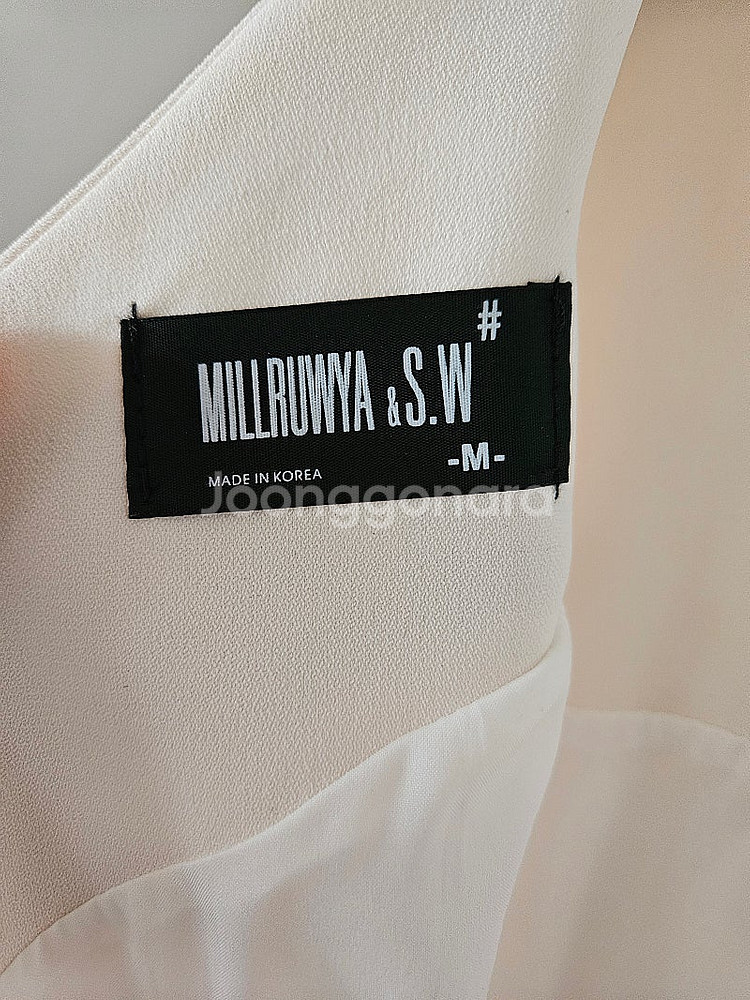 #
MILLRUWYA & S.W
-M-
MADE IN KOREA
Joonggonara